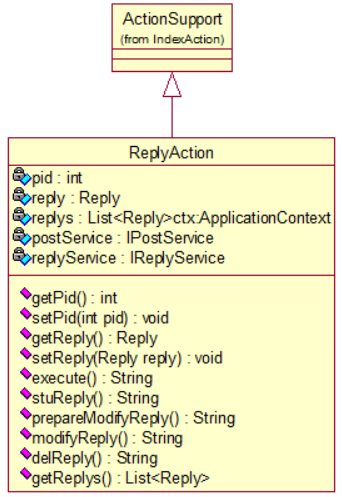 ActionSupport
(from IndexAction)
ReplyAction
pid : int
reply : Reply
replys : List<Reply>ctx:ApplicationContext
postService : IPostService
replyService : IReplyService
getPid() : int
setPid(int pid) : void
getReply() : Reply
setReply(Reply reply) : void
execute() : String
stuReply() : String
prepareModifyReply() : String
modifyReply() : String
delReply() : String
getReplys() : List<Reply>